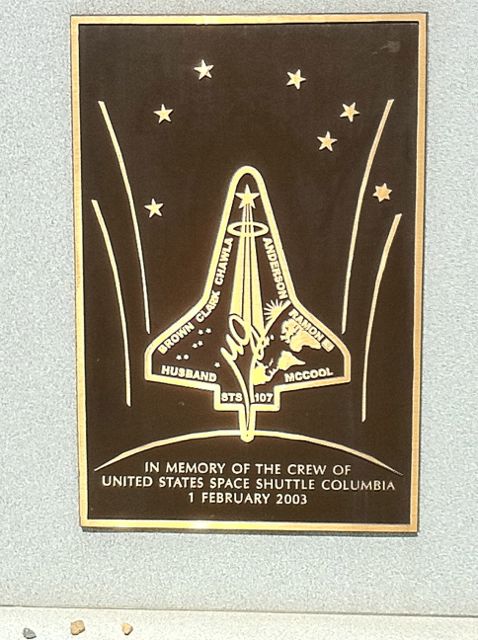 BROWN CLARK CHAWLA
ANDERSON
RAMON
HUSBAND
MCCOOL
STS 107
IN MEMORY OF THE CREW OF
UNITED STATES SPACE SHUTTLE COLUMBIA
1 FEBRUARY 2003